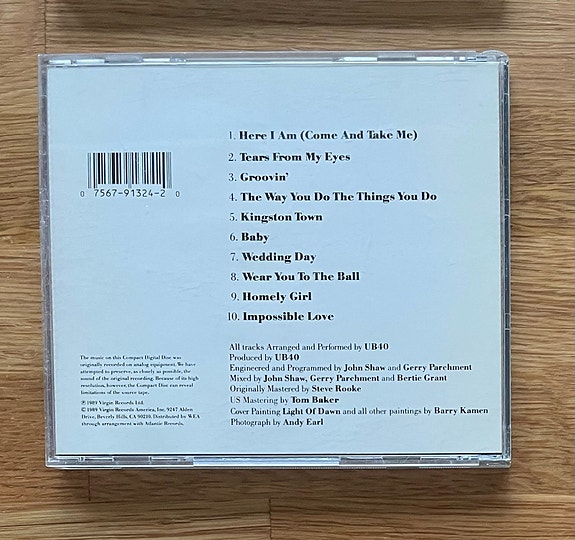 1. Here I Am (Come And Take Me)
2. Tears From My Eyes
3. Groovin'
4. The Way You Do The Things You Do
5. Kingston Town
6. Baby
7. Wedding Day
8. Wear You To The Ball
9. Homely Girl
10. Impossible Love
0 7567-91324-2 0
All tracks Arranged and Performed by UB40
Produced by UB40
Engineered and Programmed by John Shaw and Gerry Parchment
Mixed by John Shaw, Gerry Parchment and Bertie Grant
Originally Mastered by Steve Rooke
US Mastering by Tom Baker
Cover Painting Light Of Dawn and all other paintings by Barry Kamen
Photograph by Andy Earl
The music on this Compact Digital Disc was
originally recorded on analog equipment. We have
attempted to preserve, as closely as possible, the
sound of the original recording. Because of its high
resolution, however, the Compact Disc can reveal
limitations of the source tape.
℗ 1989 Virgin Records Ltd.
© 1989 Virgin Records America, Inc. 9247 Alden
Drive, Beverly Hills, CA 90210. Distributed by WEA
through arrangement with Atlantic Records.